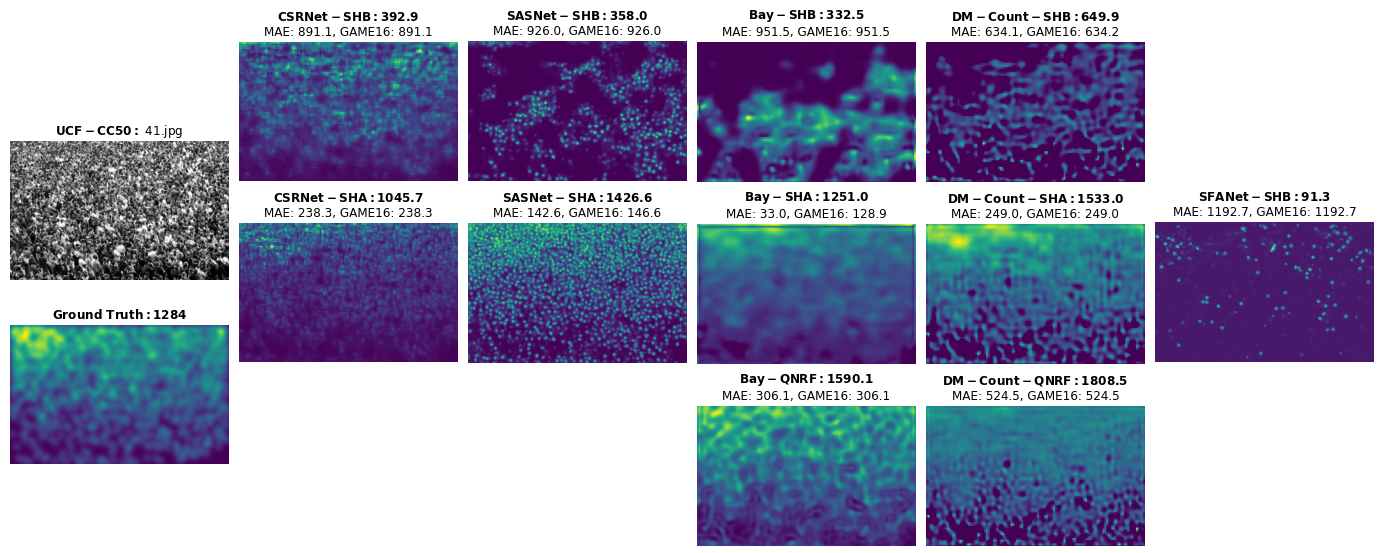 UCF − CC50 : 41.jpg
Ground Truth : 1284
CSRNet − SHB : 392.9
MAE: 891.1, GAME16: 891.1
SASNet − SHB : 358.0
MAE: 926.0, GAME16: 926.0
Bay − SHB : 332.5
MAE: 951.5, GAME16: 951.5
DM − Count − SHB : 649.9
MAE: 634.1, GAME16: 634.2
CSRNet − SHA : 1045.7
MAE: 238.3, GAME16: 238.3
SASNet − SHA : 1426.6
MAE: 142.6, GAME16: 146.6
Bay − SHA : 1251.0
MAE: 33.0, GAME16: 128.9
DM − Count − SHA : 1533.0
MAE: 249.0, GAME16: 249.0
SFANet − SHB : 91.3
MAE: 1192.7, GAME16: 1192.7
Bay − QNRF : 1590.1
MAE: 306.1, GAME16: 306.1
DM − Count − QNRF : 1808.5
MAE: 524.5, GAME16: 524.5